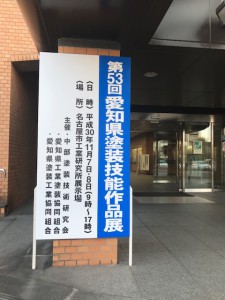 第53回 愛知県塗装技能作品展
（日　時）平成30年11月7日・8日（9時～17時）
（場　所）名古屋市工業研究所展示場
主催・中部塗装技術研究会
・愛知県工業塗装協同組合
・愛知県塗装工業協同組合